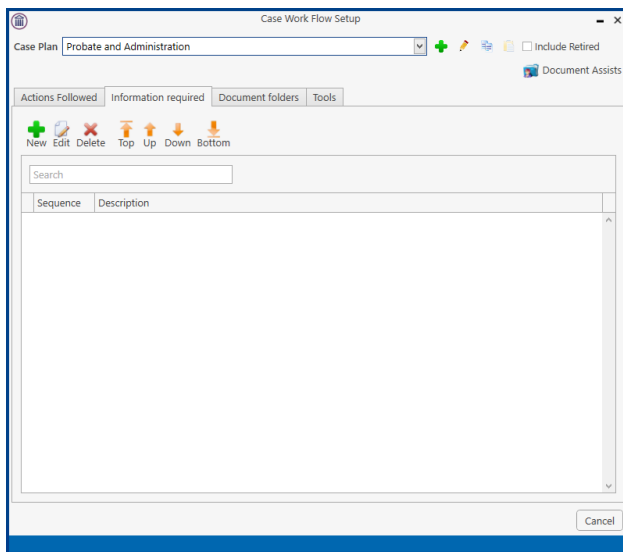 Case Work Flow Setup
Case Plan Probate and Administration Include Retired
Document Assists
Actions Followed Information required Document folders Tools
New Edit Delete Top Up Down Bottom
Search
Sequence Description
Cancel